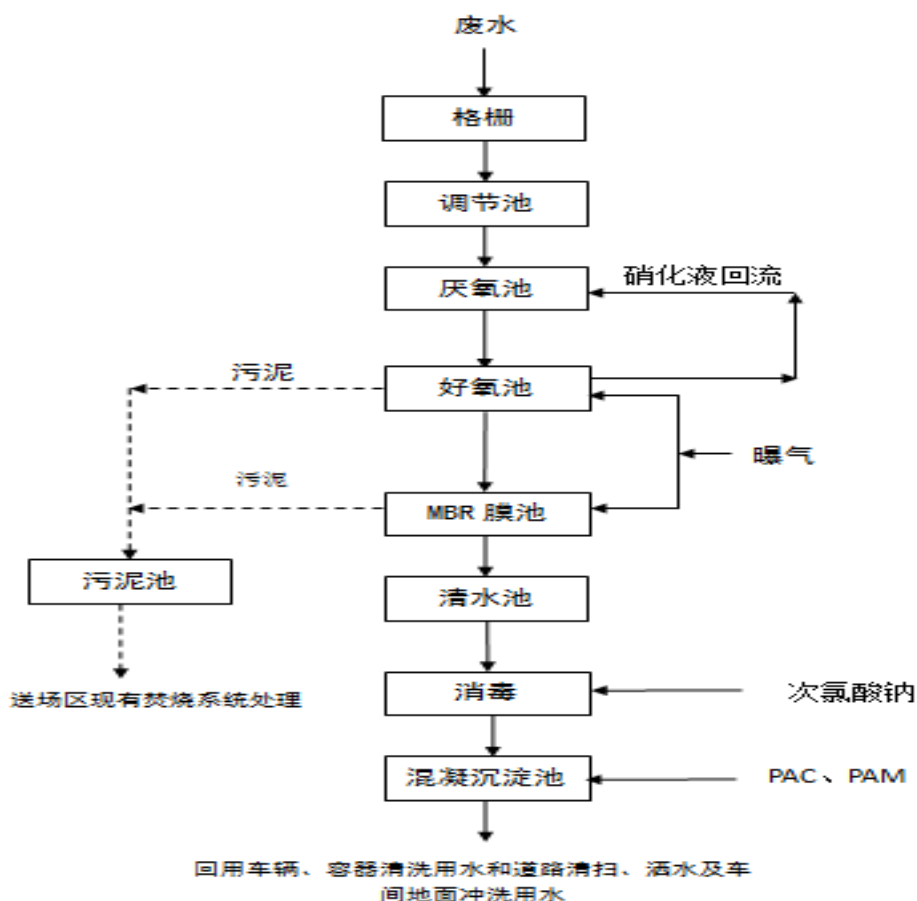 废水
格栅
调节池
厌氧池
硝化液回流
污泥
好氧池
曝气
污泥
MBR 膜池
污泥池
清水池
送场区现有焚烧系统处理
消毒
次氯酸钠
混凝沉淀池
PAC、PAM
回用车辆、容器清洗用水和道路清扫、洒水及车
间地面冲洗用水